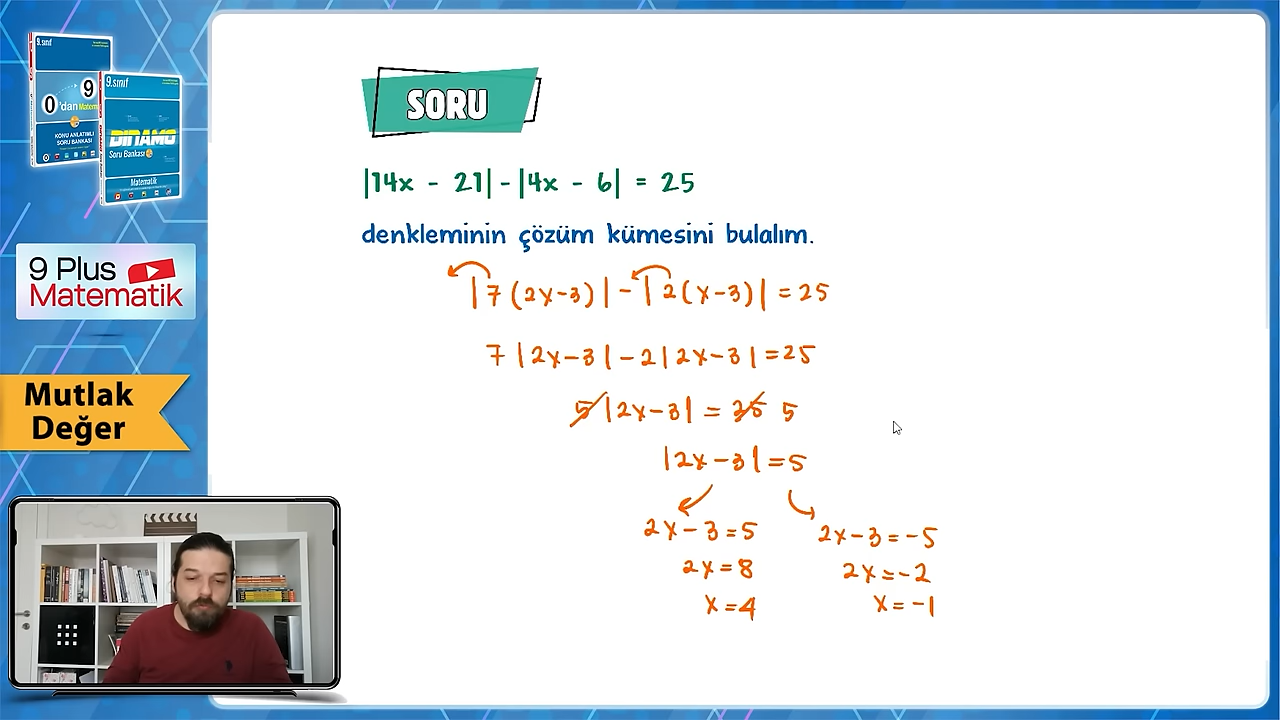 9.sınıf
0'dan 9
Matem
KONU ANLATIMLI
SORU BANKASI
9.sınıf
DINAMO
Soru Bankası
Matematik
9 Plus
Matematik
Mutlak
Değer
SORU
|14x - 21| - |4x - 6| = 25
denkleminin çözüm kümesini bulalım.
|7(2x-3)| - |2(x-3)| = 25
7|2x-3| - 2|2x-3| = 25
5|2x-3| = 25 5
|2x-3| = 5
2x-3=5 2x-3=-5
2x=8 2x=-2
x=4 x=-1